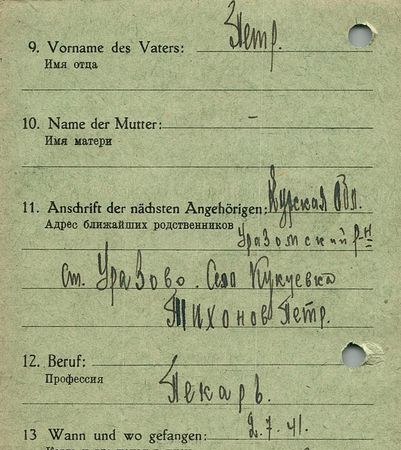 9. Vorname des Vaters: Петр.
Имя отца
10. Name der Mutter: –
Имя матери
11. Anschrift der nächsten Angehörigen: Курская Обл.
Адрес ближайших родственников Уразомский р-н
ст. Уразово. Село Кукуевка
Тихонов Петр.
12. Beruf:
Профессия
Пекарь.
13 Wann und wo gefangen: 2.7.41.